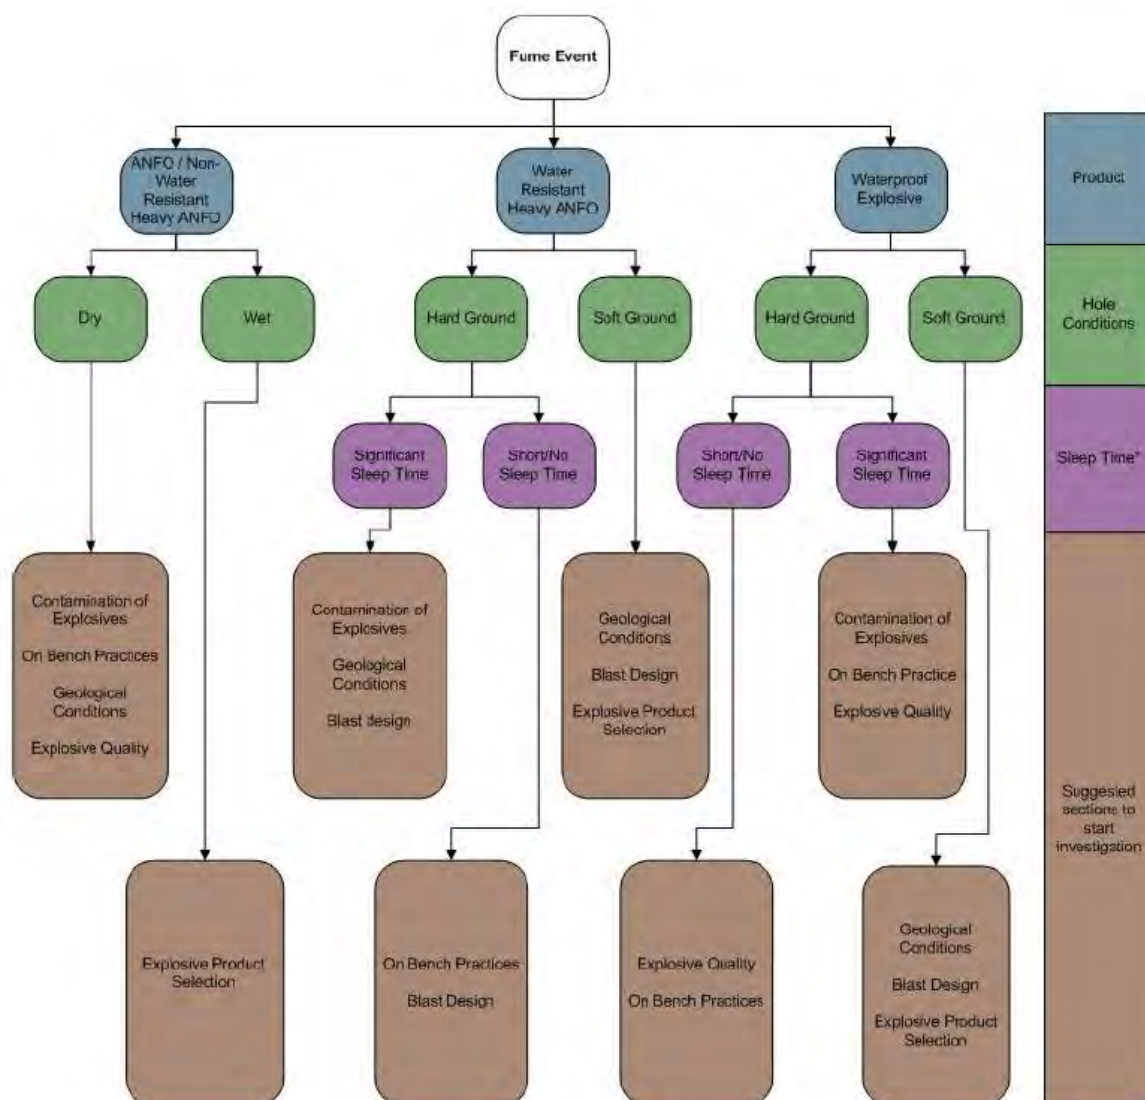 Fume Event
ANFO / Non-
Water
Resistant
Heavy ANFO
Water
Resistant
Heavy ANFO
Waterproof
Explosive
Product
Dry
Wet
Hard Ground
Soft Ground
Hard Ground
Soft Ground
Hole
Conditions
Significant
Sleep Time
Short/No
Sleep Time
Short/No
Sleep Time
Significant
Sleep Time
Sleep Time*
Contamination of
Explosives
On Bench Practices
Geological
Conditions
Explosive Quality
Contamination of
Explosives
Geological
Conditions
Blast design
Geological
Conditions
Blast Design
Explosive Product
Selection
Contamination of
Explosives
On Bench Practice
Explosive Quality
Suggested
sections to
start
investigation
Explosive Product
Selection
On Bench Practices
Blast Design
Explosive Quality
On Bench Practices
Geological
Conditions
Blast Design
Explosive Product
Selection